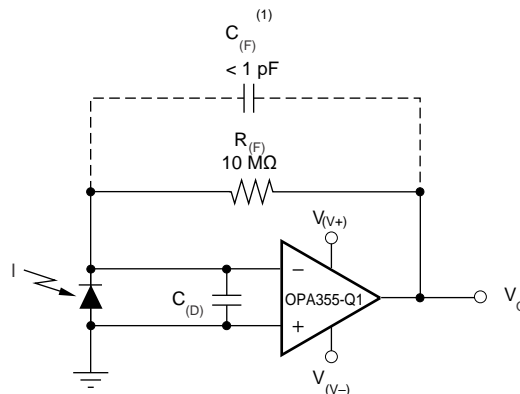 C(F) (1)
< 1 pF
R(F)
10 MΩ
V(V+)
I
−
C(D)
OPA355-Q1
+
V(V−)